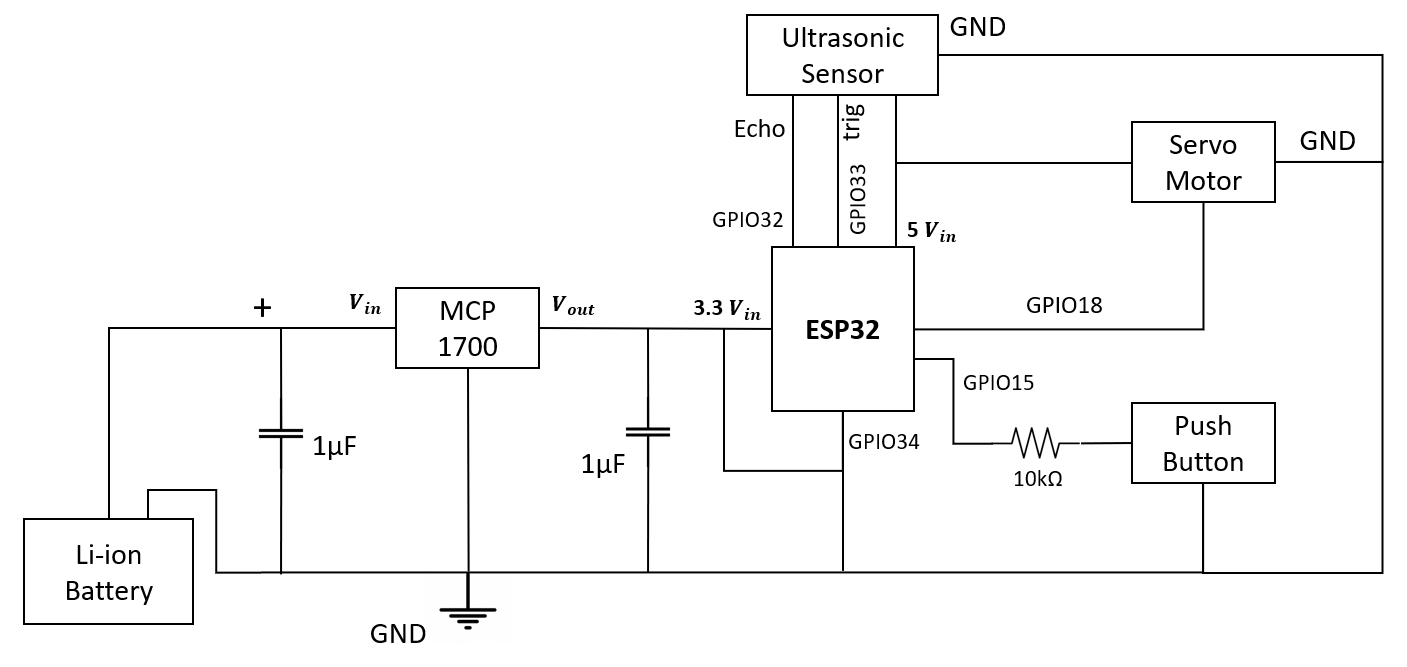 Ultrasonic
Sensor
GND
Echo
trig
GPIO32
GPIO33
5 Vin
Servo
Motor
GND
+
Vin
MCP
1700
Vout
3.3 Vin
ESP32
GPIO18
GPIO15
GPIO34
10kΩ
Push
Button
1µF
1µF
Li-ion
Battery
GND